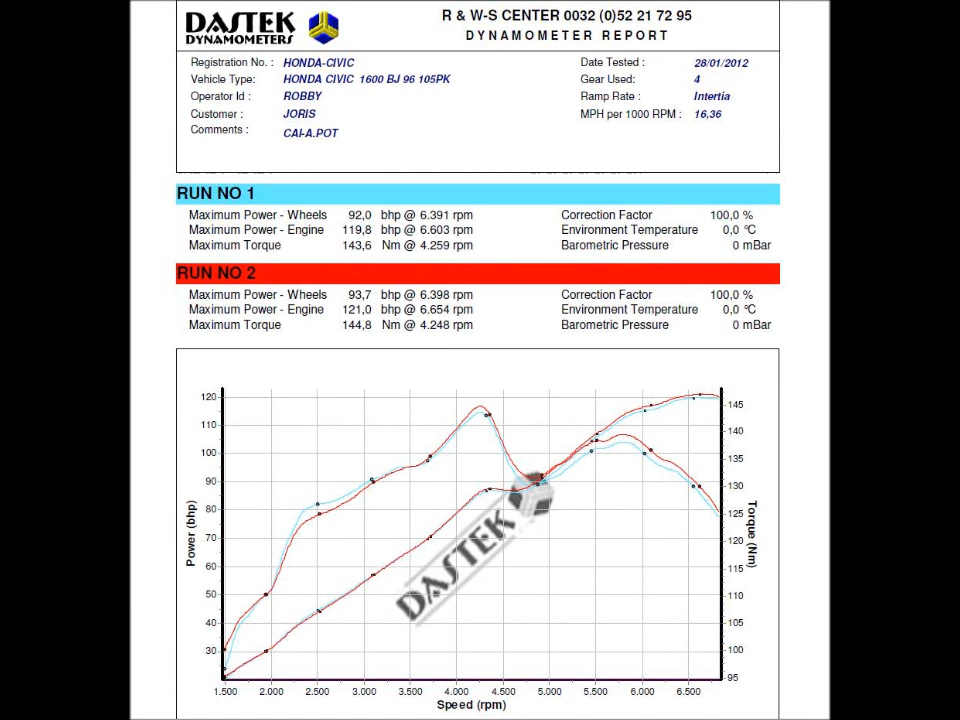 DASTEK
DYNAMOMETERS
R & W-S CENTER 0032 (0)52 21 72 95
DYNAMOMETER REPORT
Registration No. : HONDA-CIVIC Date Tested : 28/01/2012
Vehicle Type: HONDA CIVIC 1600 BJ 96 105PK Gear Used: 4
Operator Id : ROBBY Ramp Rate : Intertia
Customer : JORIS MPH per 1000 RPM : 16,36
Comments : CAI-A.POT
RUN NO 1
Maximum Power - Wheels 92,0 bhp @ 6.391 rpm Correction Factor 100,0 %
Maximum Power - Engine 119,8 bhp @ 6.603 rpm Environment Temperature 0,0 °C
Maximum Torque 143,6 Nm @ 4.259 rpm Barometric Pressure 0 mBar
RUN NO 2
Maximum Power - Wheels 93,7 bhp @ 6.398 rpm Correction Factor 100,0 %
Maximum Power - Engine 121,0 bhp @ 6.654 rpm Environment Temperature 0,0 °C
Maximum Torque 144,8 Nm @ 4.248 rpm Barometric Pressure 0 mBar
Power (bhp)
120
110
100
90
80
70
60
50
40
30
DASTEK
145
140
135
130
125
120
115
110
105
100
95
Torque (Nm)
1.500 2.000 2.500 3.000 3.500 4.000 4.500 5.000 5.500 6.000 6.500
Speed (rpm)